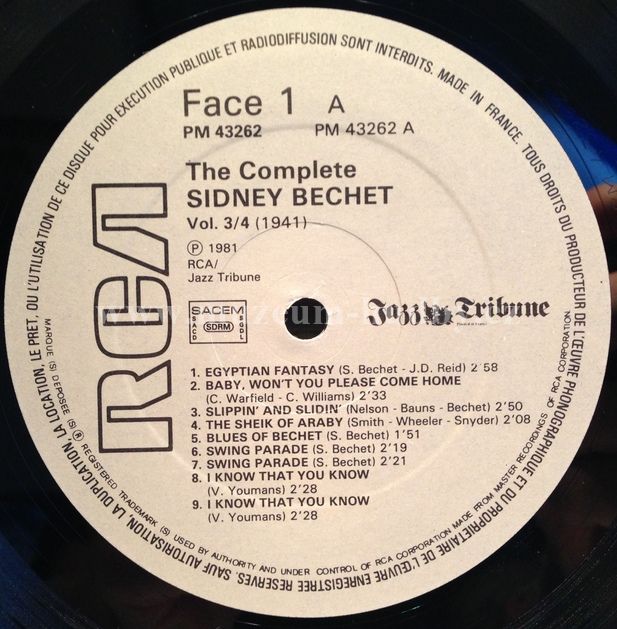 TOUS DROITS DU PRODUCTEUR DE L'ŒUVRE PHONOGRAPHIQUE ET DU PROPRIETAIRE DE L'ŒUVRE ENREGISTREE RESERVES. SAUF AUTORISATION LA DUPLICATION, LA LOCATION, LE PRET, OU L'UTILISATION DE CE DISQUE POUR EXECUTION PUBLIQUE ET RADIODIFFUSION SONT INTERDITS. MADE IN FRANCE.
RCA
Face 1 A
PM 43262 PM 43262 A
The Complete
SIDNEY BECHET
Vol. 3/4 (1941)
Ⓟ 1981
RCA/
Jazz Tribune
SACEM
SACD SDRM SGDL
Jazz Tribune
1. EGYPTIAN FANTASY (S. Bechet - J.D. Reid) 2'58
2. BABY, WON'T YOU PLEASE COME HOME
(C. Warfield - C. Williams) 2'33
3. SLIPPIN' AND SLIDIN' (Nelson - Bauns - Bechet) 2'50
4. THE SHEIK OF ARABY (Smith - Wheeler - Snyder) 2'08
5. BLUES OF BECHET (S. Bechet) 1'51
6. SWING PARADE (S. Bechet) 2'19
7. SWING PARADE (S. Bechet) 2'21
8. I KNOW THAT YOU KNOW
(V. Youmans) 2'28
9. I KNOW THAT YOU KNOW
(V. Youmans) 2'28
MARQUE (S) DEPOSEE (S) ® REGISTERED TRADEMARK (S) USED BY AUTHORITY AND UNDER CONTROL OF RCA CORPORATION MADE FROM MASTER RECORDINGS OF RCA CORPORATION.